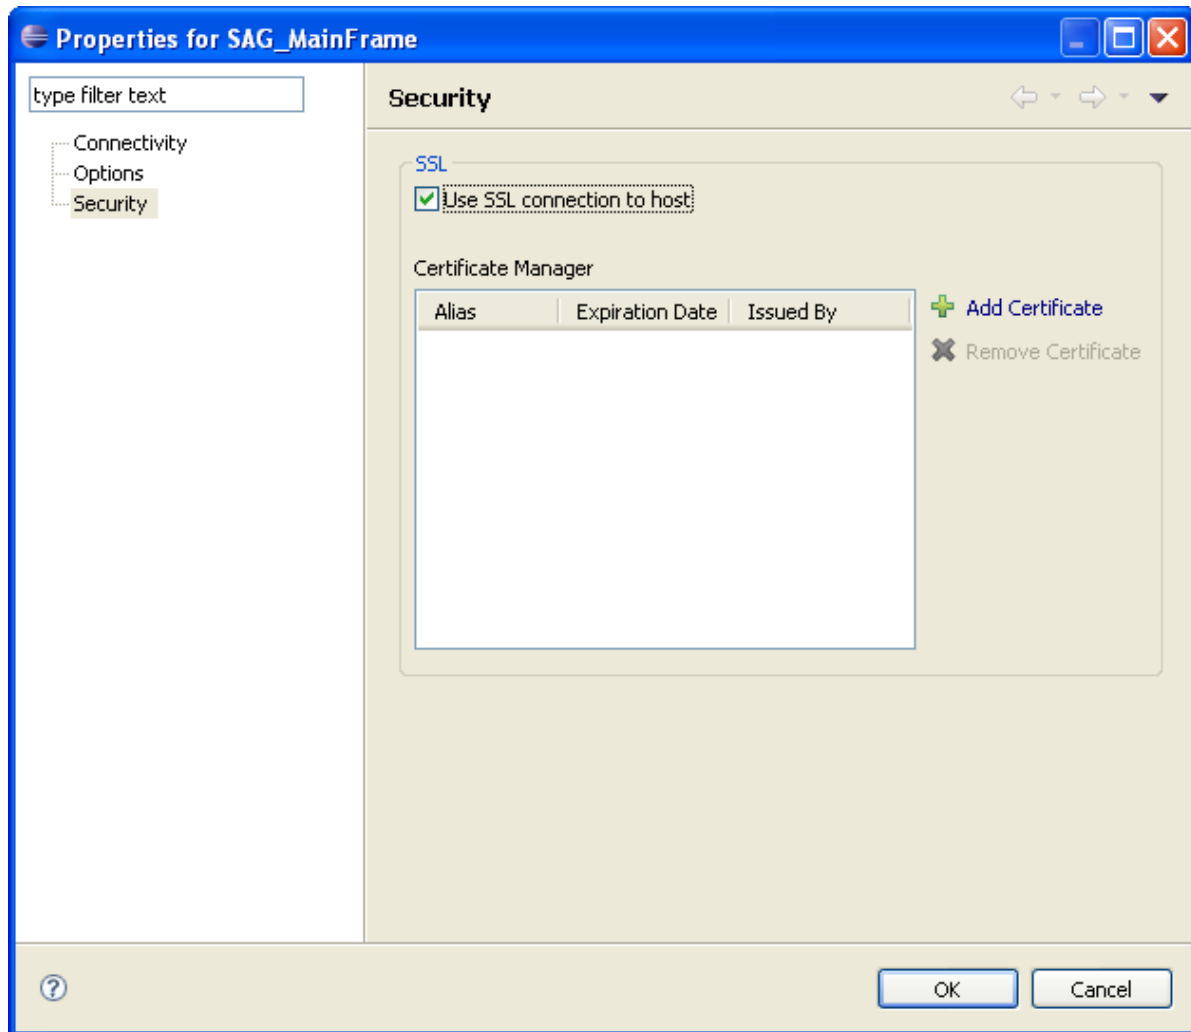 Properties for SAG_MainFrame
type filter text
Connectivity
Options
Security
Security
SSL
Use SSL connection to host
Certificate Manager
Alias Expiration Date Issued By
Add Certificate
Remove Certificate
? OK Cancel